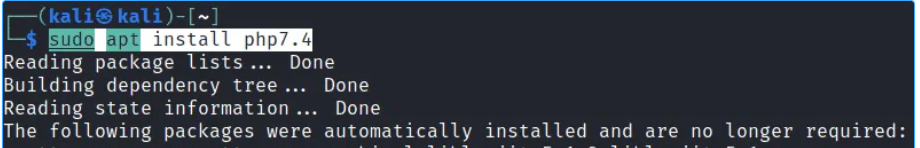 ┌──(kali㉿kali)-[~]
└─$ sudo apt install php7.4
Reading package lists... Done
Building dependency tree... Done
Reading state information... Done
The following packages were automatically installed and are no longer required: